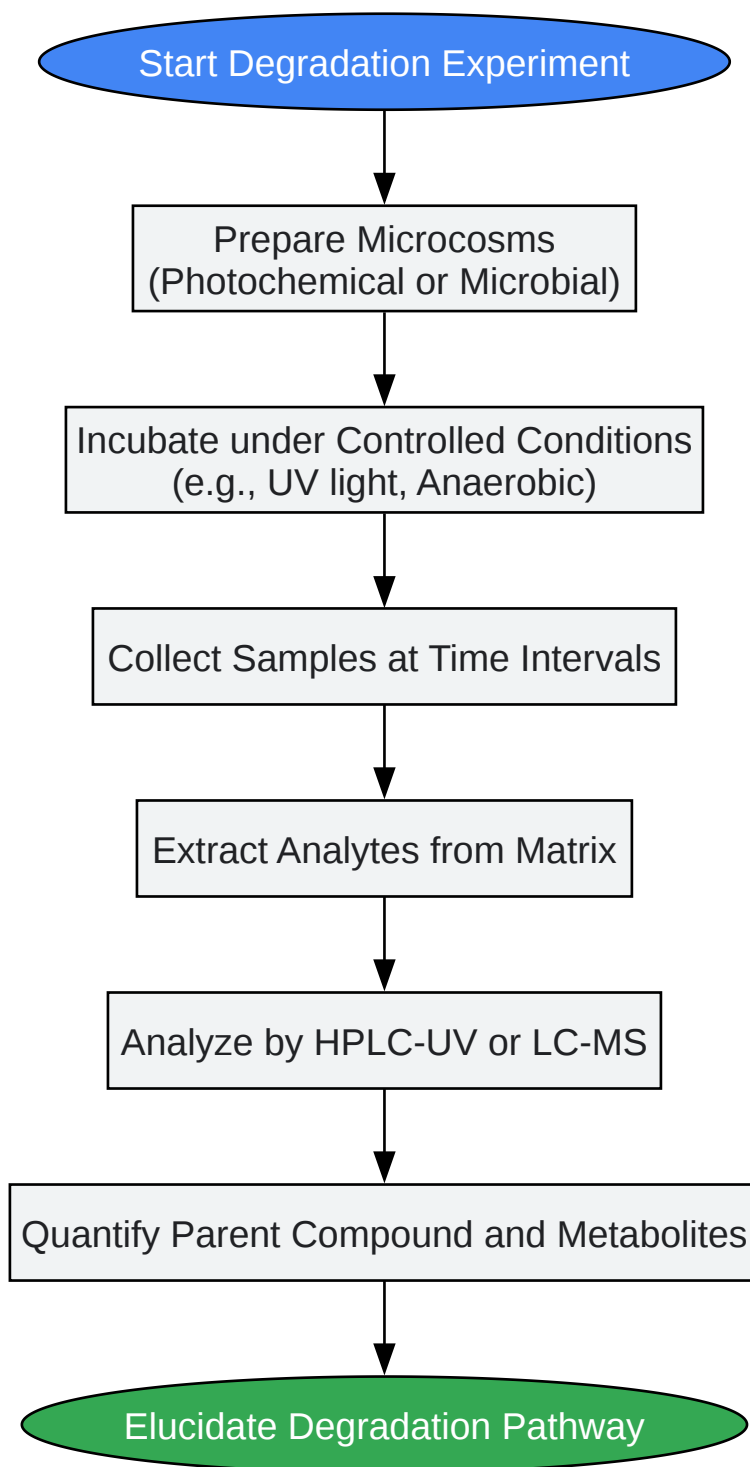 Start Degradation Experiment
Prepare Microcosms
(Photochemical or Microbial)
Incubate under Controlled Conditions
(e.g., UV light, Anaerobic)
Collect Samples at Time Intervals
Extract Analytes from Matrix
Analyze by HPLC-UV or LC-MS
Quantify Parent Compound and Metabolites
Elucidate Degradation Pathway